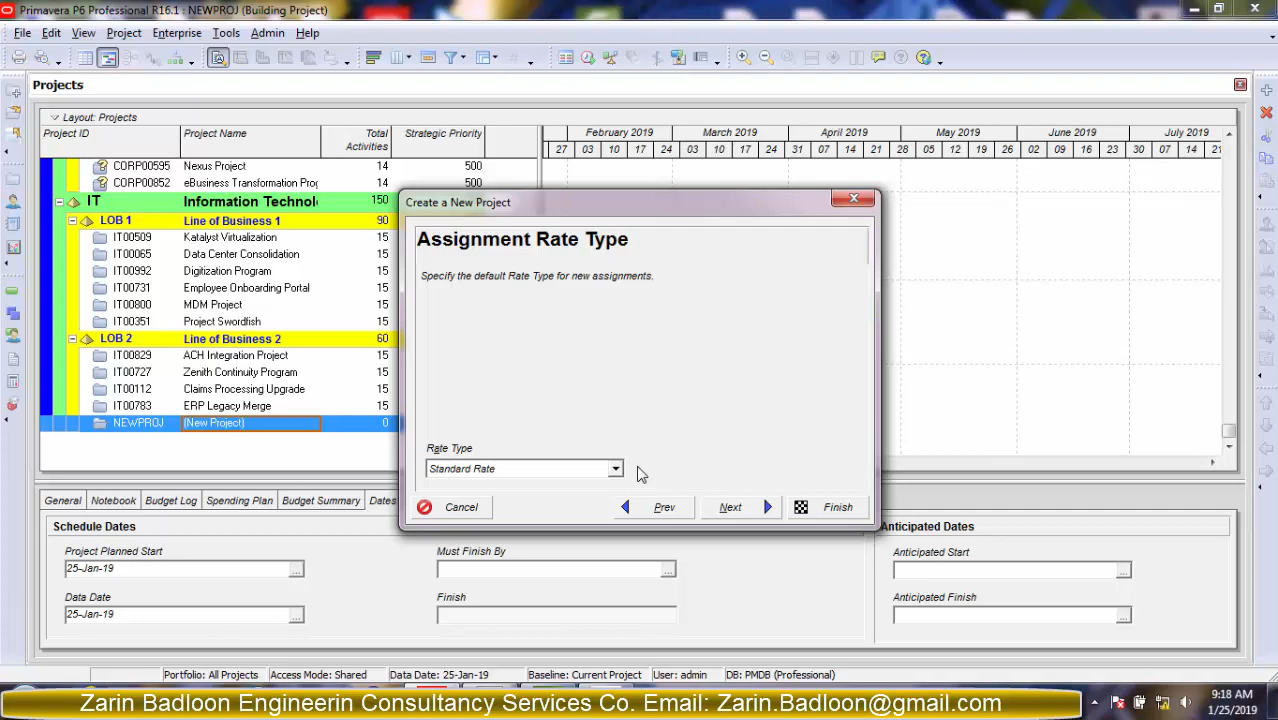 Primavera P6 Professional R16.1 : NEWPROJ (Building Project)
File Edit View Project Enterprise Tools Admin Help
Projects
Layout: Projects
Project ID Project Name Total Activities Strategic Priority
February 2019 March 2019 April 2019 May 2019 June 2019 July 2019
27 03 10 17 24 03 10 17 24 31 07 14 21 28 05 12 19 26 02 09 16 23 30 07 14 21
CORP00595 Nexus Project 14 500
CORP00852 eBusiness Transformation Prog 14 500
IT Information Technol 150
LOB 1 Line of Business 1 90
IT00509 Katalyst Virtualization 15
IT00065 Data Center Consolidation 15
IT00992 Digitization Program 15
IT00731 Employee Onboarding Portal 15
IT00800 MDM Project 15
IT00351 Project Swordfish 15
LOB 2 Line of Business 2 60
IT00829 ACH Integration Project 15
IT00727 Zenith Continuity Program 15
IT00112 Claims Processing Upgrade 15
IT00783 ERP Legacy Merge 15
NEWPROJ (New Project) 0
Create a New Project
Assignment Rate Type
Specify the default Rate Type for new assignments.
Rate Type
Standard Rate
Cancel Prev Next Finish
General Notebook Budget Log Spending Plan Budget Summary Dates
Schedule Dates Anticipated Dates
Project Planned Start Must Finish By Anticipated Start
25-Jan-19
Data Date Finish Anticipated Finish
25-Jan-19
Portfolio: All Projects Access Mode: Shared Data Date: 25-Jan-19 Baseline: Current Project User: admin DB: PMDB (Professional)
Zarin Badloon Engineerin Consultancy Services Co. Email: Zarin.Badloon@gmail.com
9:18 AM
1/25/2019